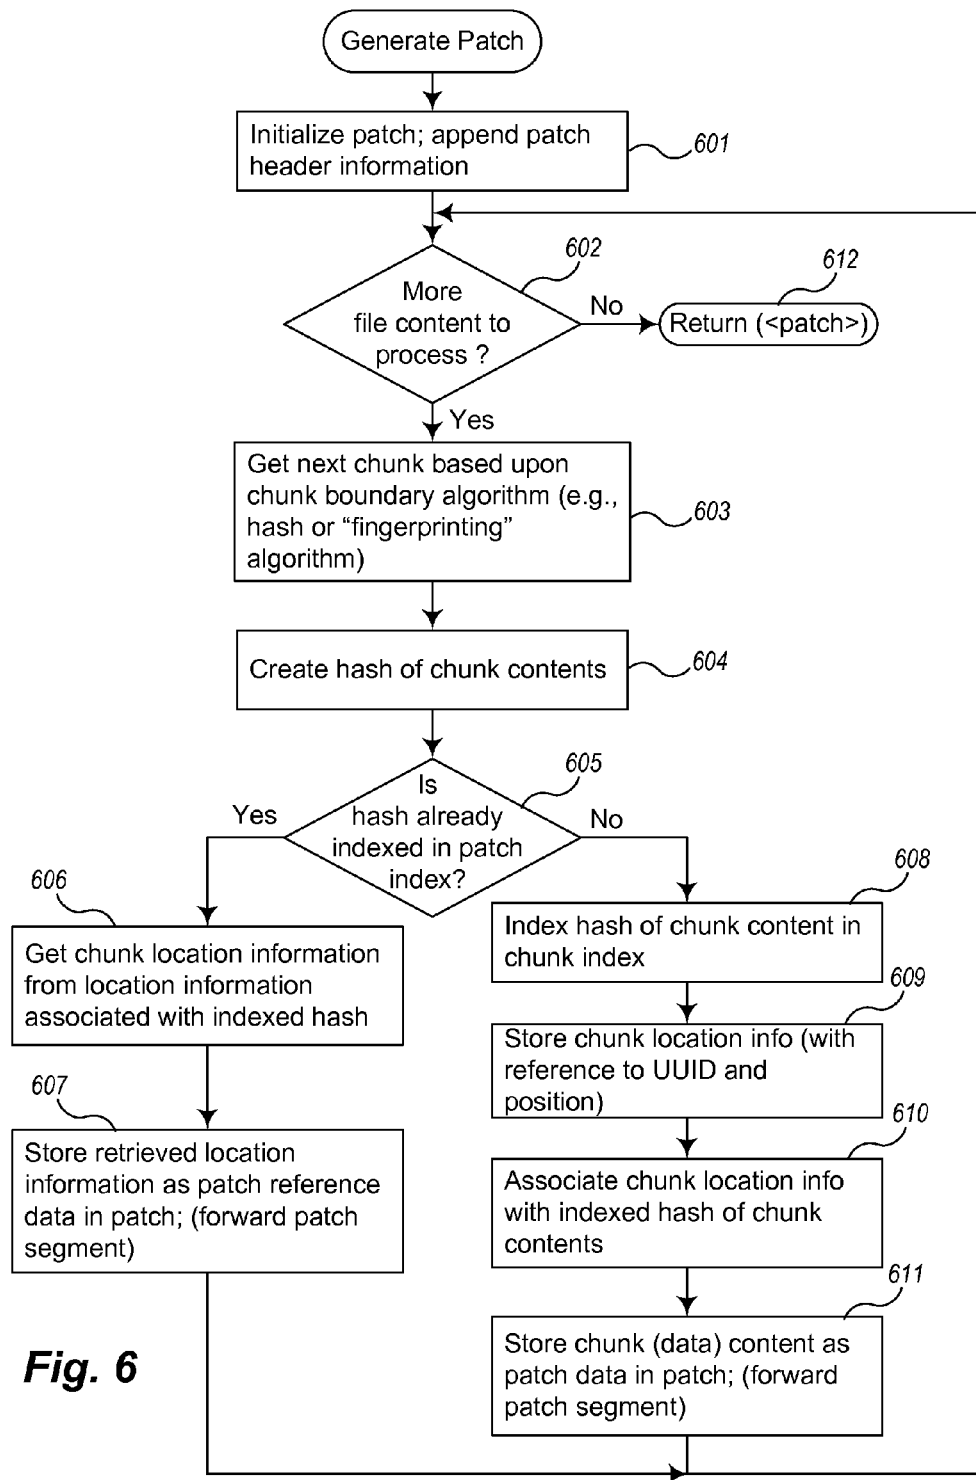 Generate Patch
Initialize patch; append patch
header information
601
602
More
file content to
process ?
No
612
Return (<patch>)
Yes
Get next chunk based upon
chunk boundary algorithm (e.g.,
hash or “fingerprinting”
algorithm)
603
Create hash of chunk contents
604
605
Is
hash already
indexed in patch
index?
Yes
No
606
Get chunk location information
from location information
associated with indexed hash
607
Store retrieved location
information as patch reference
data in patch; (forward patch
segment)
608
Index hash of chunk content in
chunk index
609
Store chunk location info (with
reference to UUID and
position)
610
Associate chunk location info
with indexed hash of chunk
contents
611
Store chunk (data) content as
patch data in patch; (forward
patch segment)
Fig. 6